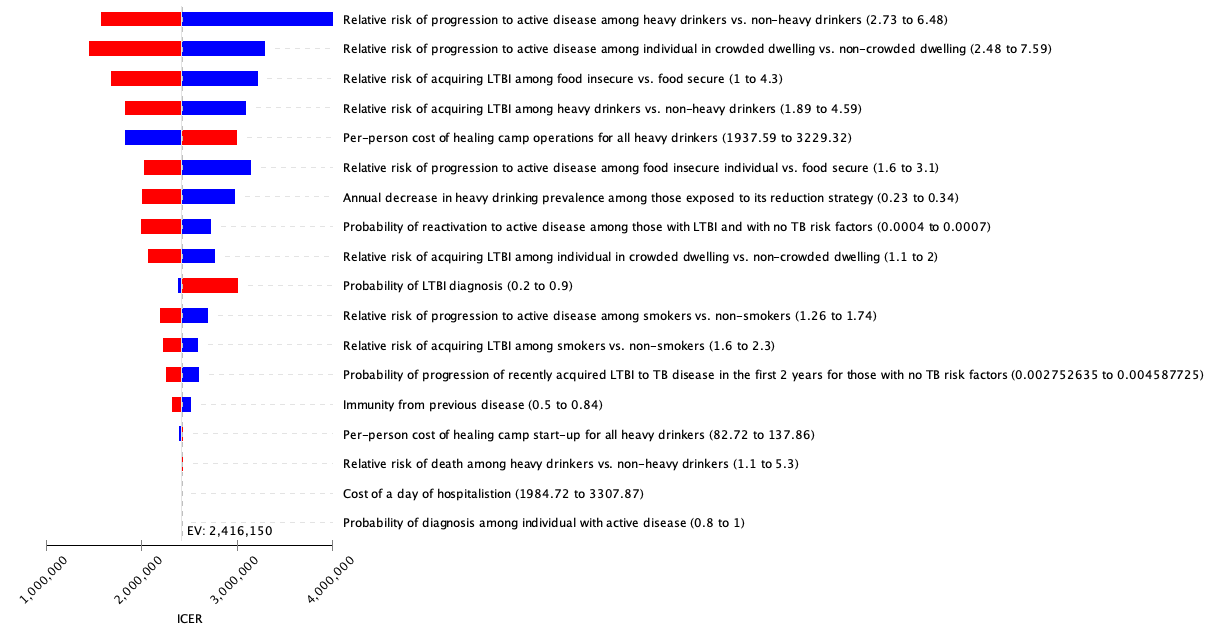 Relative risk of progression to active disease among heavy drinkers vs. non-heavy drinkers (2.73 to 6.48)
Relative risk of progression to active disease among individual in crowded dwelling vs. non-crowded dwelling (2.48 to 7.59)
Relative risk of acquiring LTBI among food insecure vs. food secure (1 to 4.3)
Relative risk of acquiring LTBI among heavy drinkers vs. non-heavy drinkers (1.89 to 4.59)
Per-person cost of healing camp operations for all heavy drinkers (1937.59 to 3229.32)
Relative risk of progression to active disease among food insecure individual vs. food secure (1.6 to 3.1)
Annual decrease in heavy drinking prevalence among those exposed to its reduction strategy (0.23 to 0.34)
Probability of reactivation to active disease among those with LTBI and with no TB risk factors (0.0004 to 0.0007)
Relative risk of acquiring LTBI among individual in crowded dwelling vs. non-crowded dwelling (1.1 to 2)
Probability of LTBI diagnosis (0.2 to 0.9)
Relative risk of progression to active disease among smokers vs. non-smokers (1.26 to 1.74)
Relative risk of acquiring LTBI among smokers vs. non-smokers (1.6 to 2.3)
Probability of progression of recently acquired LTBI to TB disease in the first 2 years for those with no TB risk factors (0.002752635 to 0.004587725)
Immunity from previous disease (0.5 to 0.84)
Per-person cost of healing camp start-up for all heavy drinkers (82.72 to 137.86)
Relative risk of death among heavy drinkers vs. non-heavy drinkers (1.1 to 5.3)
Cost of a day of hospitalistion (1984.72 to 3307.87)
Probability of diagnosis among individual with active disease (0.8 to 1)
EV: 2,416,150
1,000,000
2,000,000
3,000,000
4,000,000
ICER